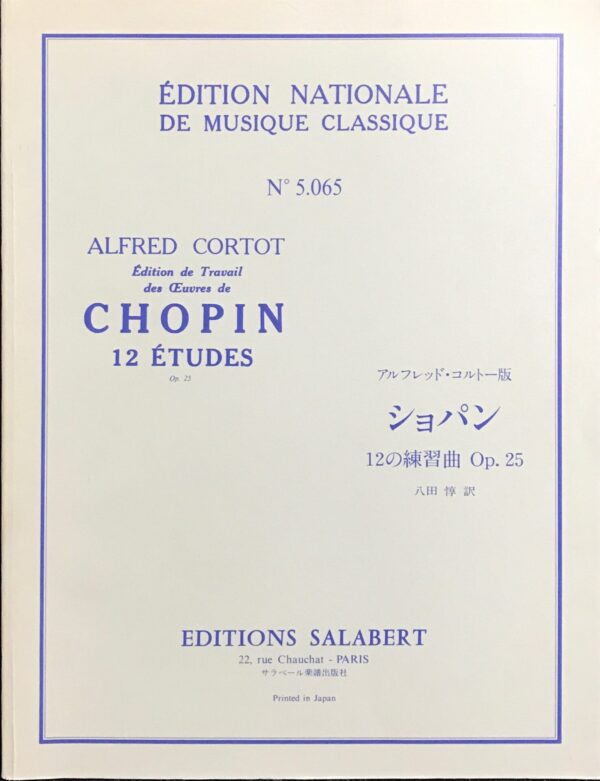 ÉDITION NATIONALE
DE MUSIQUE CLASSIQUE
N° 5.065
ALFRED CORTOT
Édition de Travail
des Œuvres de
CHOPIN
12 ÉTUDES
Op. 25
アルフレッド・コルトー版
ショパン
12の練習曲 Op. 25
八田 惇 訳
EDITIONS SALABERT
22, rue Chauchat - PARIS
サラベール楽譜出版社
Printed in Japan